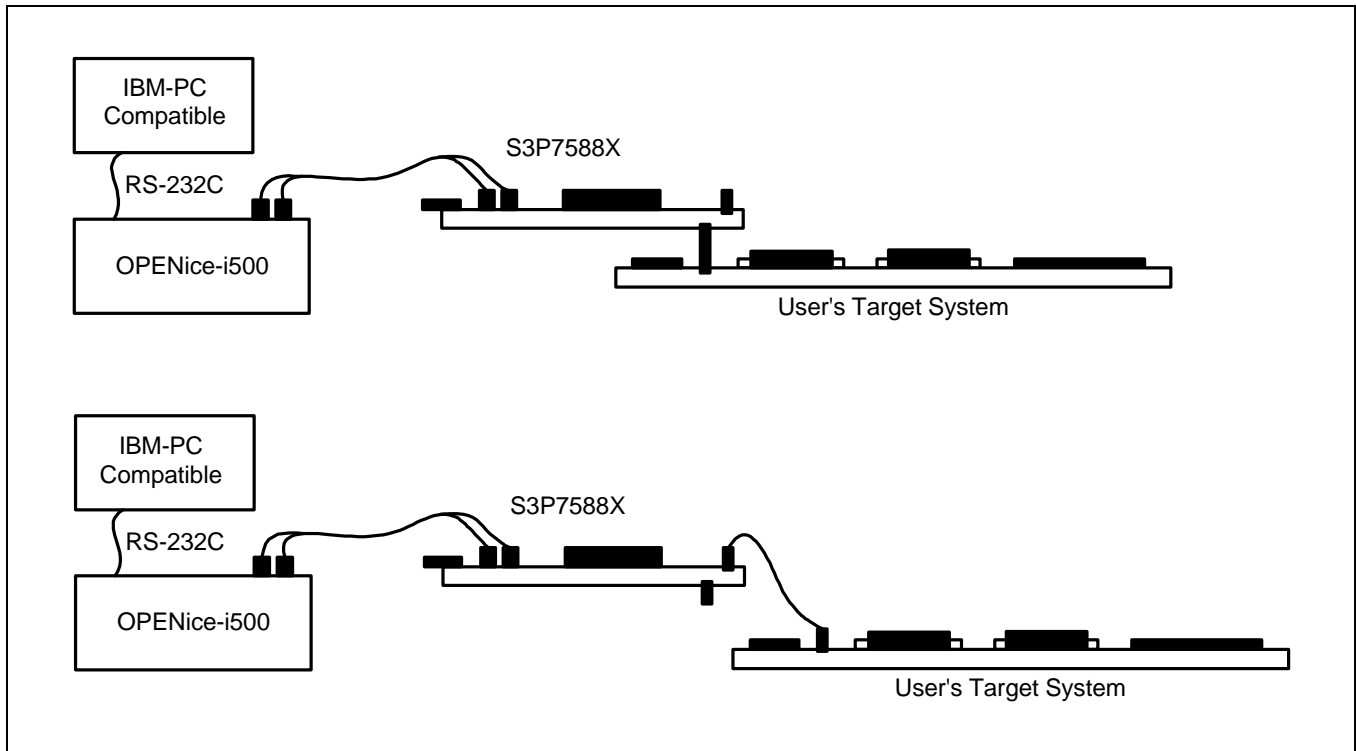 IBM-PC
Compatible
S3P7588X
RS-232C
OPENice-i500
User's Target System
IBM-PC
Compatible
S3P7588X
RS-232C
OPENice-i500
User's Target System